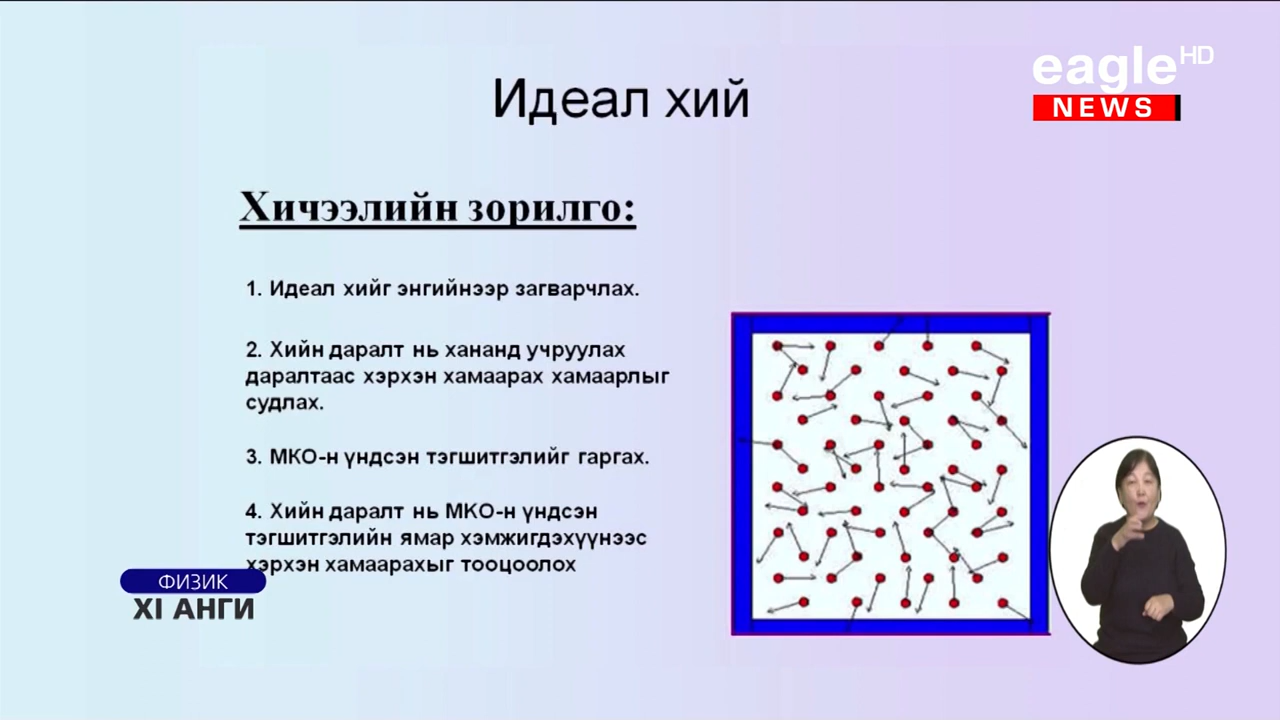 eagle HD
NEWS
Идеал хий
Хичээлийн зорилго:
1. Идеал хийг энгийнээр загварчлах.
2. Хийн даралт нь хананд учруулах
даралтаас хэрхэн хамаарах хамаарлыг
судлах.
3. МКО-н үндсэн тэгшитгэлийг гаргах.
4. Хийн даралт нь МКО-н үндсэн
тэгшитгэлийн ямар хэмжигдэхүүнээс
хэрхэн хамаарахыг тооцоолох
ФИЗИК
XI АНГИ